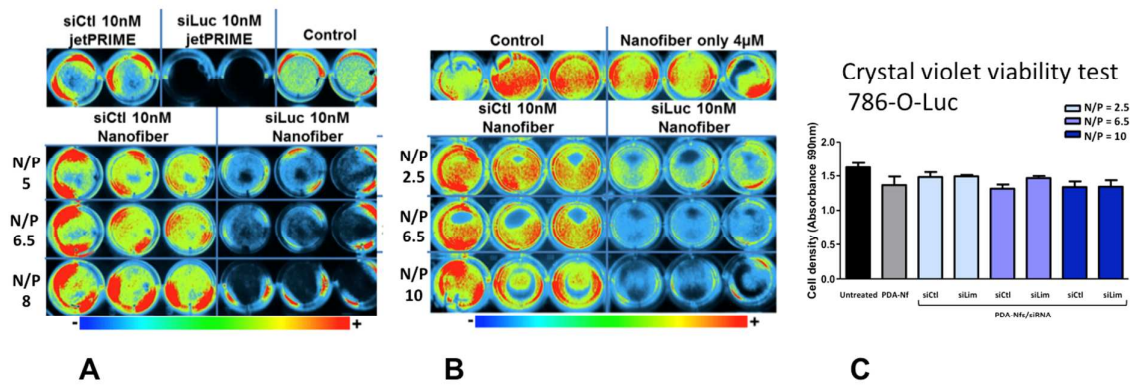 siCtl 10nM siLuc 10nM
jetPRIME jetPRIME Control
siCtl 10nM siLuc 10nM
Nanofiber Nanofiber
N/P
5
N/P
6.5
N/P
8
- +
A
Control Nanofiber only 4µM
siCtl 10nM siLuc 10nM
Nanofiber Nanofiber
N/P
2.5
N/P
6.5
N/P
10
- +
B
Crystal violet viability test
786-O-Luc
N/P = 2.5
N/P = 6.5
N/P = 10
Cell density (Absorbance 590nm)
2.0
1.5
1.0
0.5
0.0
Untreated PDA-Nf siCtl siLim siCtl siLim siCtl siLim
PDA-Nfs/siRNA
C